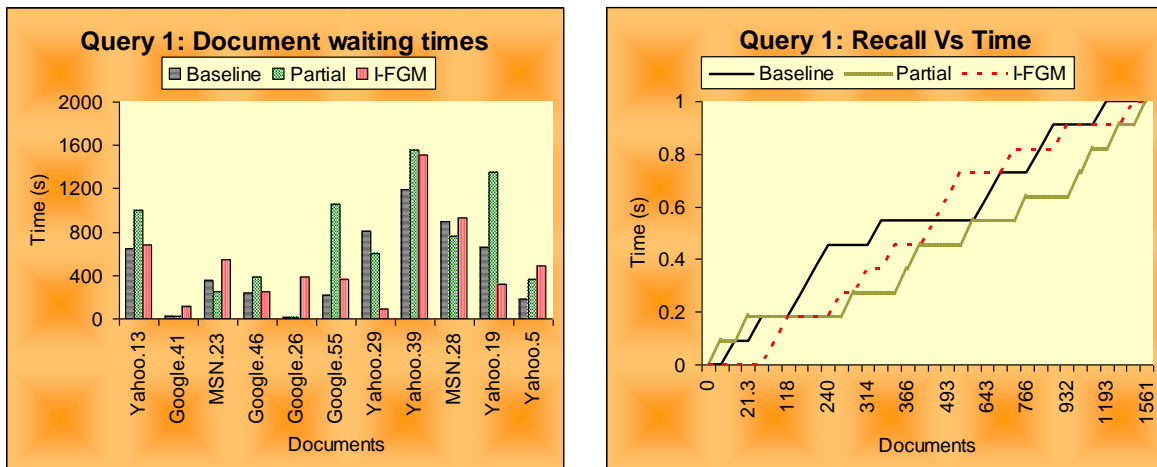 Query 1: Document waiting times
Baseline Partial I-FGM
2000
1600
1200
800
400
0
Time (s)
Yahoo.13
Google.41
MSN.23
Google.46
Google.26
Google.55
Yahoo.29
Yahoo.39
MSN.28
Yahoo.19
Yahoo.5
Documents
Query 1: Recall Vs Time
Baseline Partial I-FGM
1
0.8
0.6
0.4
0.2
0
Time (s)
0
21.3
118
240
314
366
493
643
766
932
1193
1561
Documents